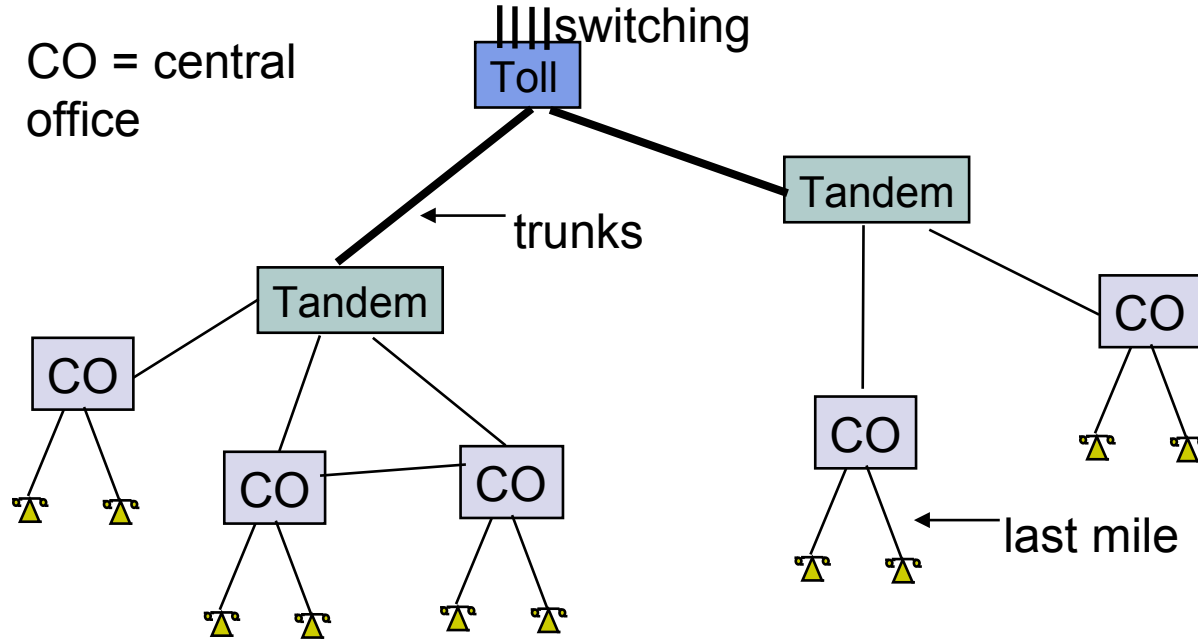 switching
CO = central
office
Toll
Tandem
trunks
Tandem
CO
CO
CO
CO
CO
last mile